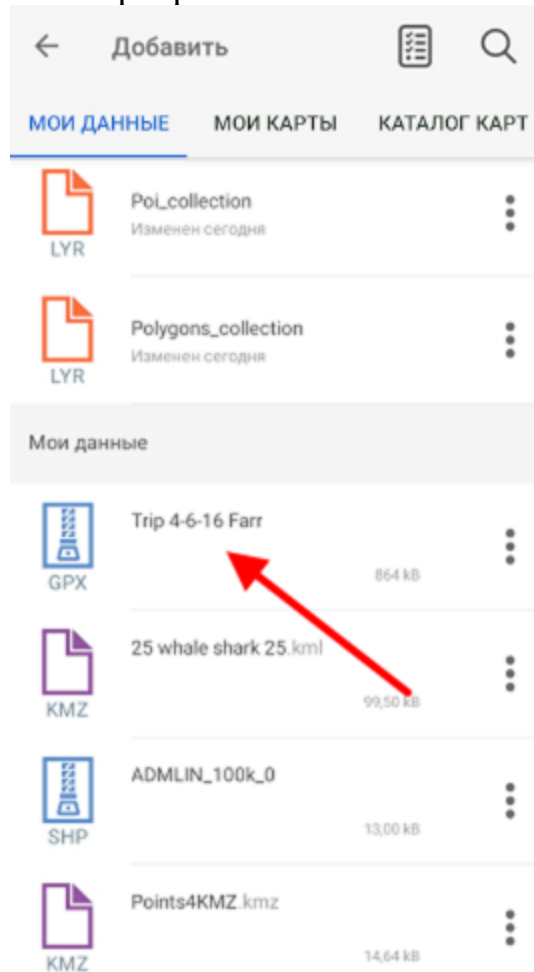 Добавить
МОИ ДАННЫЕ МОИ КАРТЫ КАТАЛОГ КАРТ
Poi_collection
Изменен сегодня
LYR
Polygons_collection
Изменен сегодня
LYR
Мои данные
Trip 4-6-16 Farr
864 kB
GPX
25 whale shark 25.kml
99,50 kB
KMZ
ADMLIN_100k_0
13,00 kB
SHP
Points4KMZ.kmz
14,64 kB
KMZ